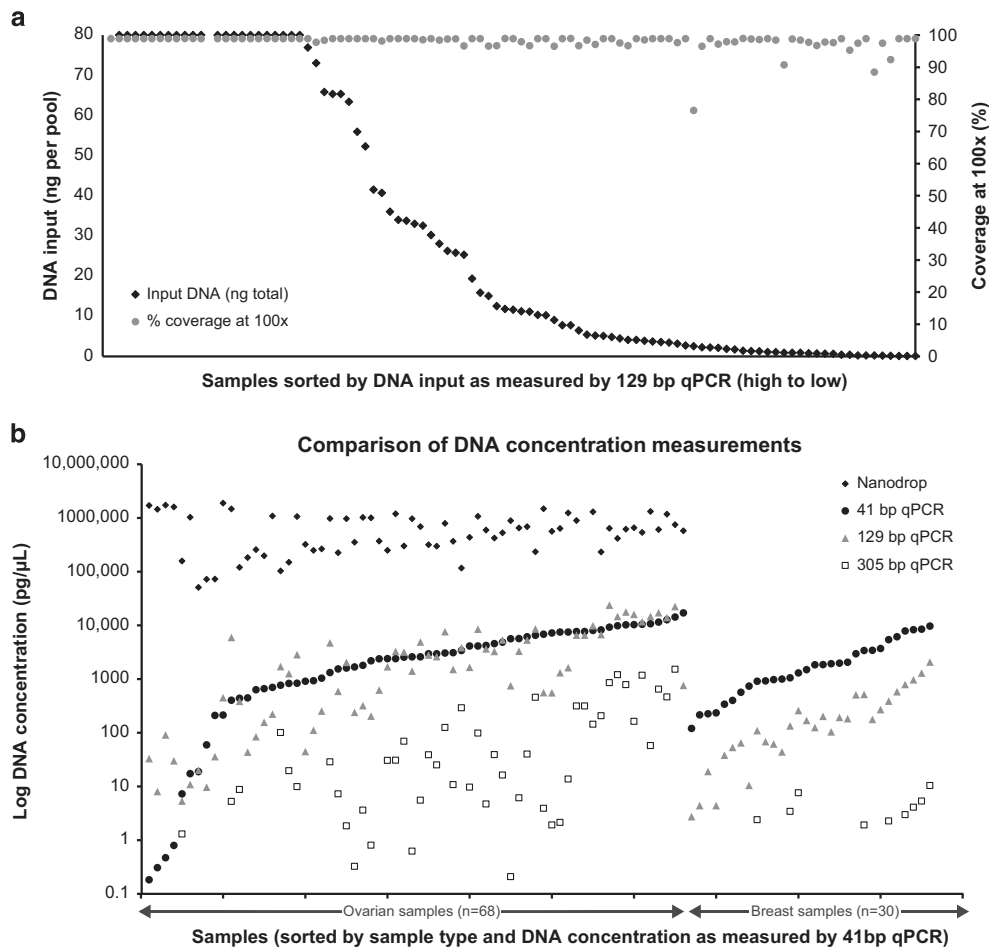 a
80
70
60
50
40
30
20
10
0
DNA input (ng per pool)
100
90
80
70
60
50
40
30
20
10
0
Coverage at 100x (%)
Input DNA (ng total)
% coverage at 100x
Samples sorted by DNA input as measured by 129 bp qPCR (high to low)
b
Comparison of DNA concentration measurements
10,000,000
1000,000
100,000
10,000
1000
100
10
1
0.1
Log DNA concentration (pg/µL)
Nanodrop
41 bp qPCR
129 bp qPCR
305 bp qPCR
Ovarian samples (n=68)
Breast samples (n=30)
Samples (sorted by sample type and DNA concentration as measured by 41bp qPCR)